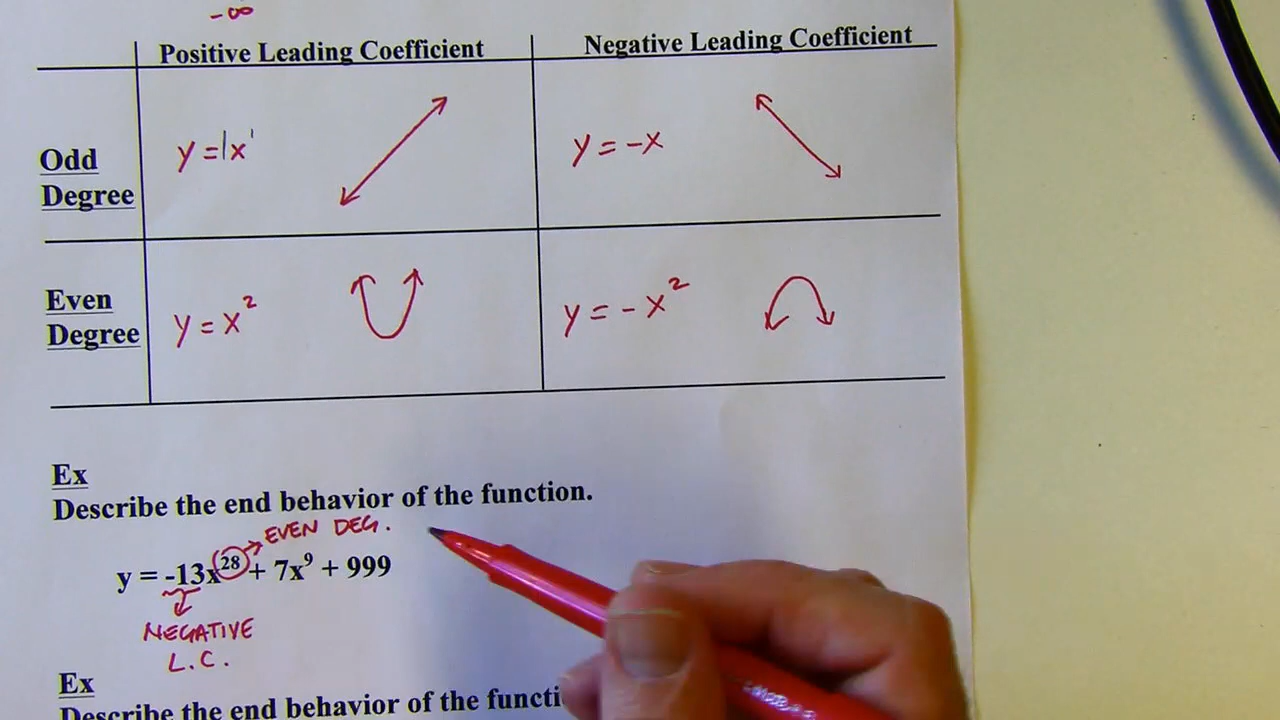 -∞
Positive Leading Coefficient
Negative Leading Coefficient
Odd
Degree
y = 1x¹
y = -x
Even
Degree
y = x²
y = -x²
Ex
Describe the end behavior of the function.
EVEN DEG.
y = -13x²⁸ + 7x⁹ + 999
NEGATIVE
L.C.
Ex
Describe the end behavior of the functi